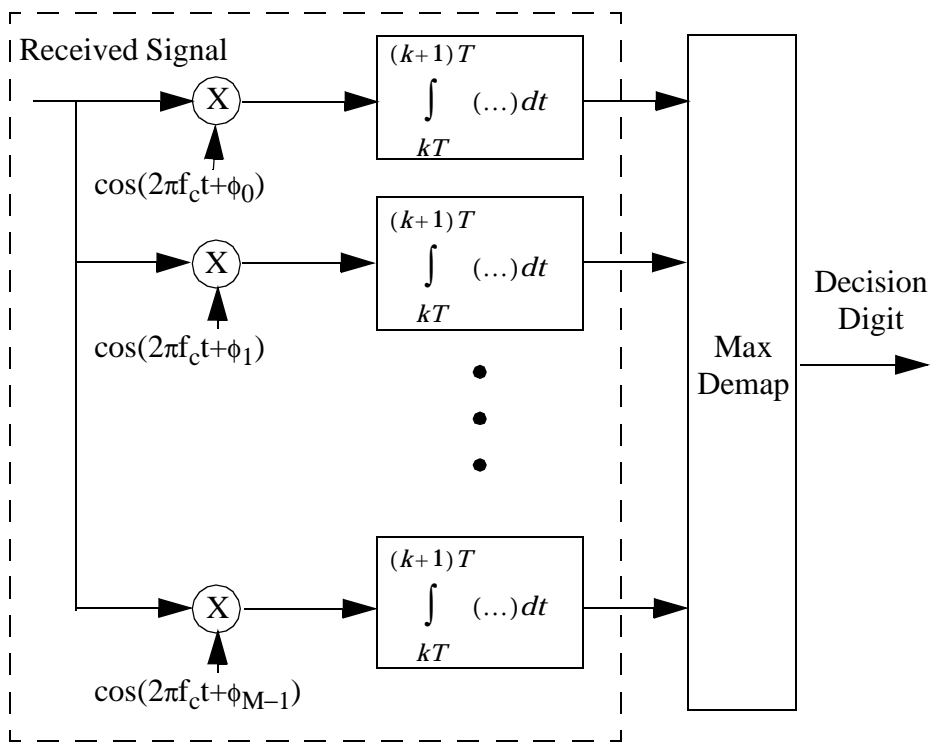 Received Signal
X
cos(2πf_ct+ϕ_0)
(k+1)T
∫ (...)dt
kT
X
cos(2πf_ct+ϕ_1)
(k+1)T
∫ (...)dt
kT
X
cos(2πf_ct+ϕ_{M–1})
(k+1)T
∫ (...)dt
kT
Max
Demap
Decision
Digit